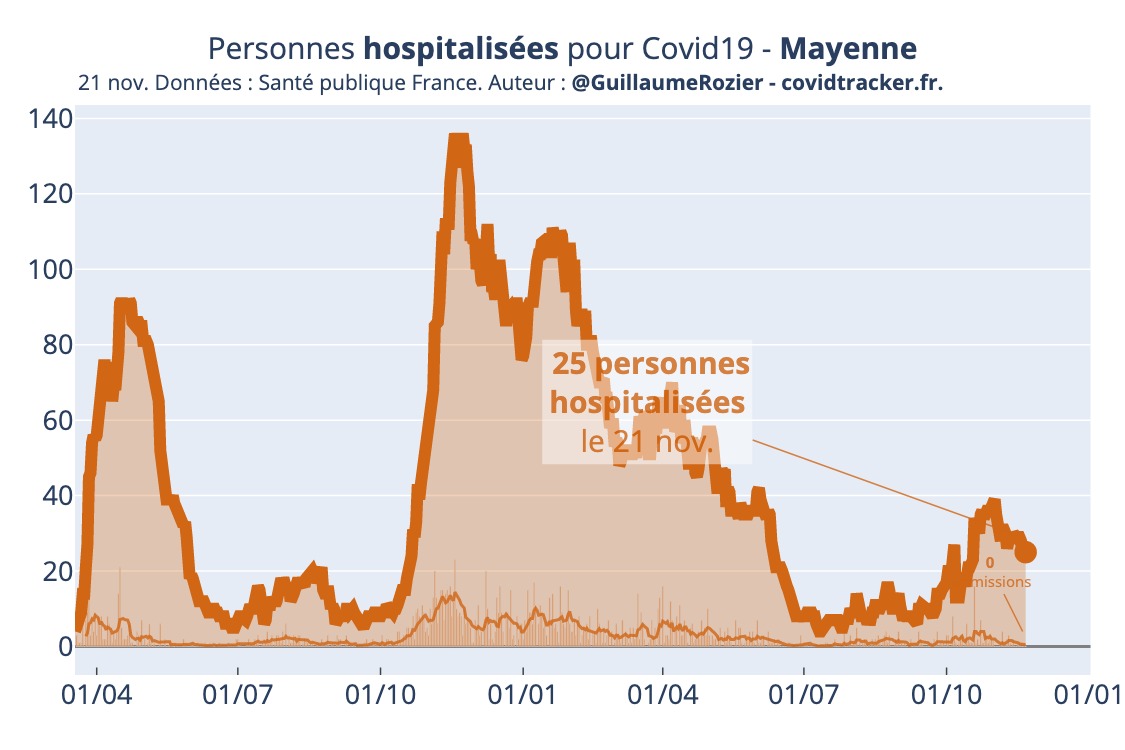 Personnes hospitalisées pour Covid19 - Mayenne
21 nov. Données : Santé publique France. Auteur : @GuillaumeRozier - covidtracker.fr.
140
120
100
80
60
40
20
0
25 personnes
hospitalisées
le 21 nov.
0
missions
01/04
01/07
01/10
01/01
01/04
01/07
01/10
01/01